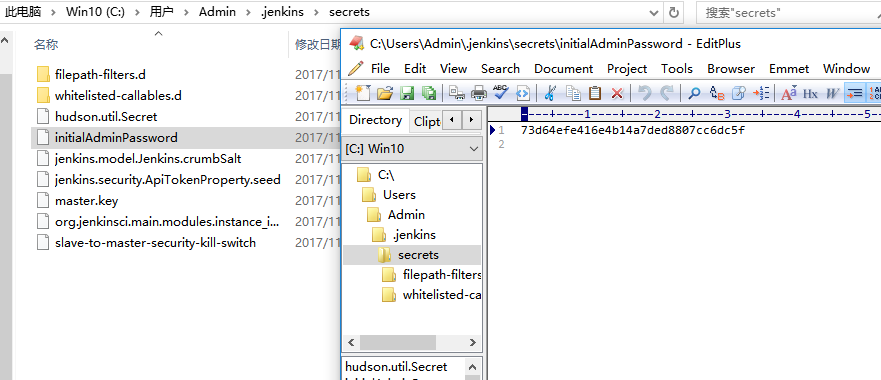 此电脑 > Win10 (C:) > 用户 > Admin > .jenkins > secrets
搜索"secrets"
名称
修改日期
filepath-filters.d 2017/11
whitelisted-callables.d 2017/11
hudson.util.Secret 2017/11
initialAdminPassword 2017/11
jenkins.model.Jenkins.crumbSalt 2017/11
jenkins.security.ApiTokenProperty.seed 2017/11
master.key 2017/11
org.jenkinsci.main.modules.instance_i... 2017/11
slave-to-master-security-kill-switch 2017/11
C:\Users\Admin\.jenkins\secrets\initialAdminPassword - EditPlus
File Edit View Search Document Project Tools Browser Emmet Window
Directory Clipt
[C:] Win10
C:\
Users
Admin
.jenkins
secrets
filepath-filters
whitelisted-ca
hudson.util.Secret
----+----1----+----2----+----3----+----4----+----5
1 73d64efe416e4b14a7ded8807cc6dc5f
2